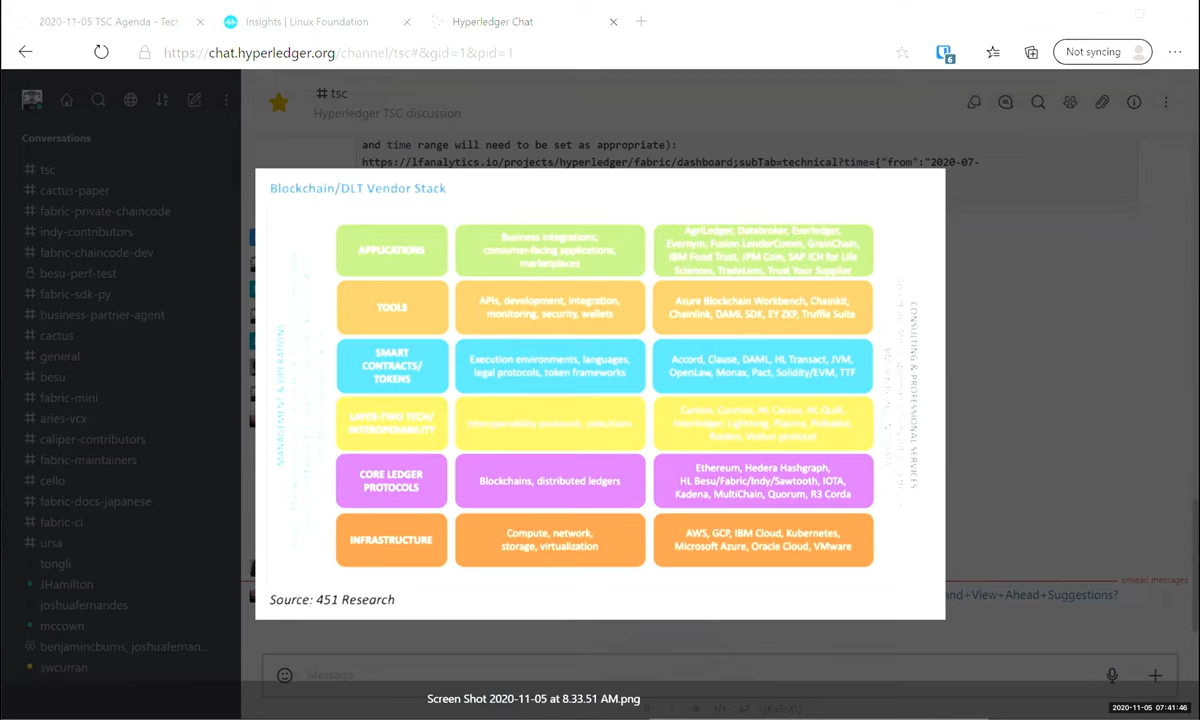 2020-11-05 TSC Agenda - Tech
Insights | Linux Foundation
Hyperledger Chat
https://chat.hyperledger.org/channel/tsc#&gid=1&pid=1
6
Not syncing
tsc
Hyperledger TSC discussion
Conversations
tsc
cactus-paper
fabric-private-chaincode
indy-contributors
fabric-chaincode-dev
besu-perf-test
fabric-sdk-py
business-partner-agent
cactus
general
besu
fabric-mini
aries-vcx
caliper-contributors
fabric-maintainers
cello
fabric-docs-japanese
fabric-ci
ursa
tongli
JHamilton
joshuafernandes
mccown
benjamincburns, joshuafernan...
swcurran
and time range will need to be set as appropriate):
https://lfanalytics.io/projects/hyperledger/fabric/dashboard;subTab=technical?time={"from":"2020-07-
Blockchain/DLT Vendor Stack
MANAGEMENT & OPERATIONS
APPLICATIONS
Business integrations,
consumer-facing applications,
marketplaces
AgriLedger, Databroker, Everledger,
Evernym, Fusion LenderComm, GrainChain,
IBM Food Trust, JPM Coin, SAP ICH for Life
Sciences, TradeLens, Trust Your Supplier
TOOLS
APIs, development, integration,
monitoring, security, wallets
Azure Blockchain Workbench, Chainkit,
Chainlink, DAML SDK, EY ZKP, Truffle Suite
SMART
CONTRACTS/
TOKENS
Execution environments, languages,
legal protocols, token frameworks
Accord, Clause, DAML, HL Transact, JVM,
OpenLaw, Monax, Pact, Solidity/EVM, TTF
LAYER-TWO TECH/
INTEROPERABILITY
Interoperability protocols, sidechains
CORE LEDGER
PROTOCOLS
Blockchains, distributed ledgers
Ethereum, Hedera Hashgraph,
HL Besu/Fabric/Indy/Sawtooth, IOTA,
Kadena, MultiChain, Quorum, R3 Corda
INFRASTRUCTURE
Compute, network,
storage, virtualization
AWS, GCP, IBM Cloud, Kubernetes,
Microsoft Azure, Oracle Cloud, VMware
CONSULTING & PROFESSIONAL SERVICES
Source: 451 Research
unread messages
and+View+Ahead+Suggestions?
Message
Screen Shot 2020-11-05 at 8.33.51 AM.png
2020-11-05 07:41:46